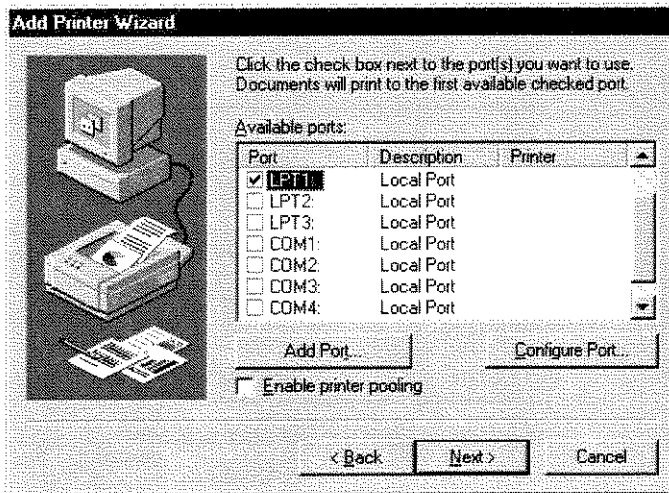 Add Printer Wizard
Click the check box next to the port(s) you want to use.
Documents will print to the first available checked port.
Available ports:
Port Description Printer
LPT1: Local Port
LPT2: Local Port
LPT3: Local Port
COM1: Local Port
COM2: Local Port
COM3: Local Port
COM4: Local Port
Add Port... Configure Port...
Enable printer pooling
< Back Next > Cancel